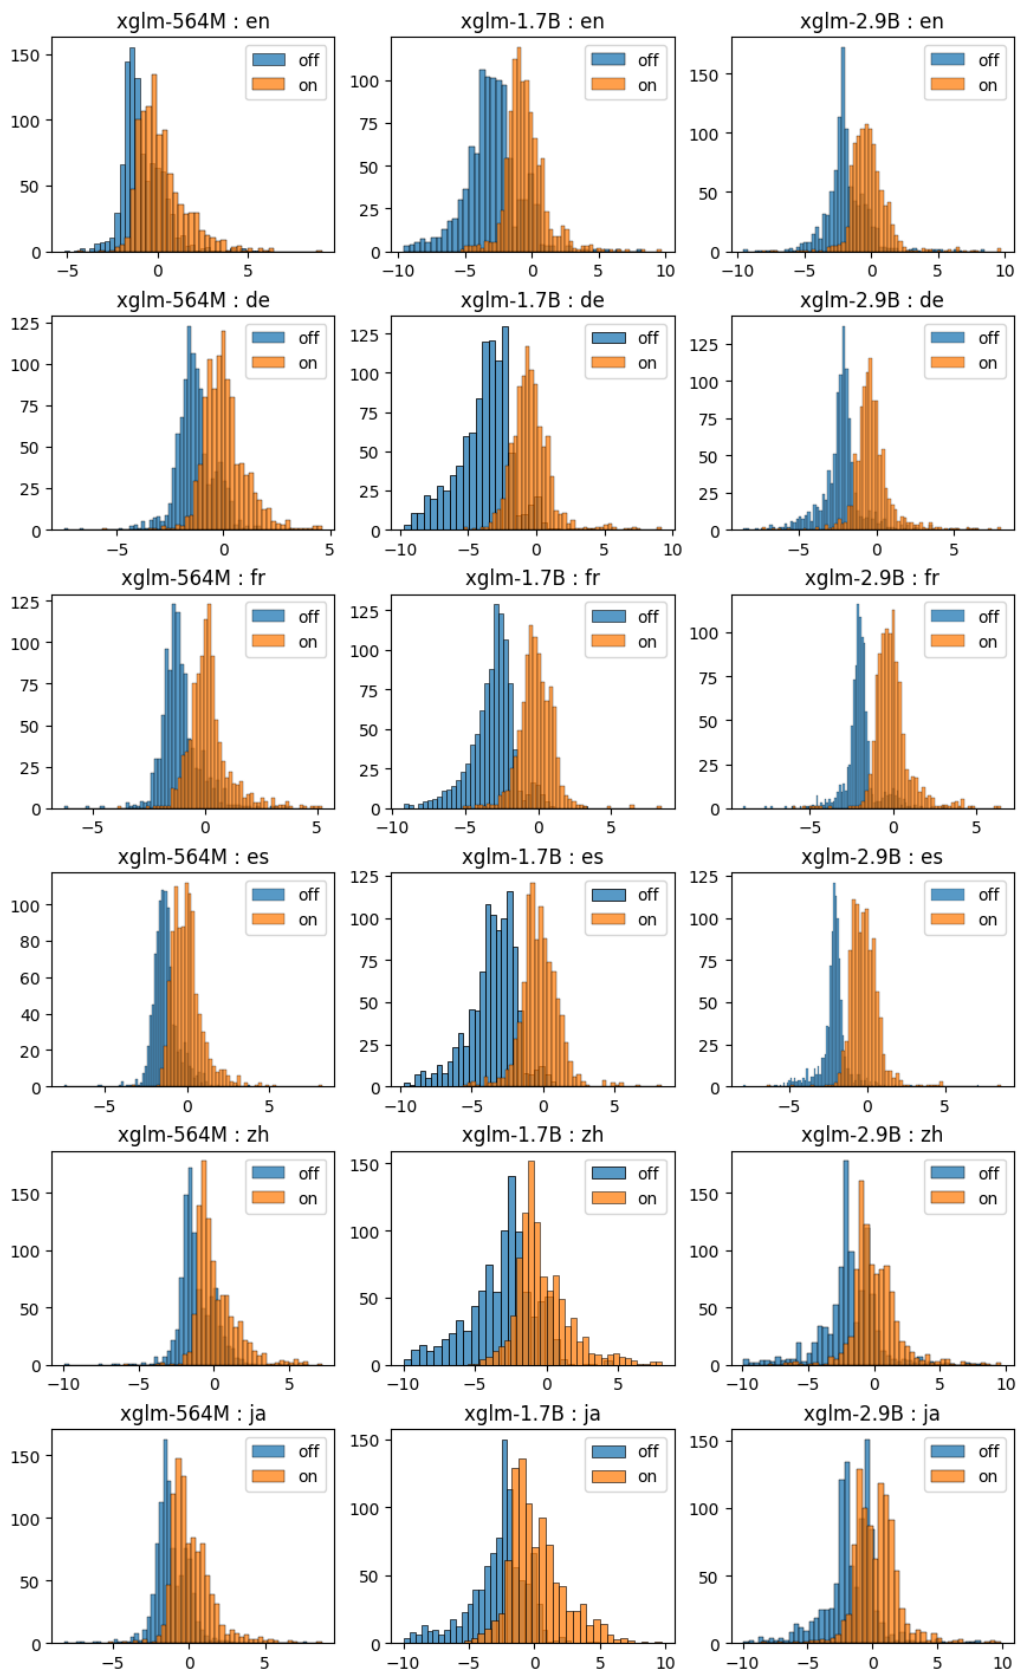 xglm-564M : en
150
100
50
0
−5
0
5
off
on
xglm-1.7B : en
100
75
50
25
0
−10
−5
0
5
10
off
on
xglm-2.9B : en
150
100
50
0
−10
−5
0
5
10
off
on
xglm-564M : de
125
100
75
50
25
0
−5
0
5
off
on
xglm-1.7B : de
125
100
75
50
25
0
−10
−5
0
5
10
off
on
xglm-2.9B : de
125
100
75
50
25
0
−5
0
5
off
on
xglm-564M : fr
125
100
75
50
25
0
−5
0
5
off
on
xglm-1.7B : fr
125
100
75
50
25
0
−10
−5
0
5
off
on
xglm-2.9B : fr
100
75
50
25
0
−5
0
5
off
on
xglm-564M : es
100
80
60
40
20
0
−5
0
5
off
on
xglm-1.7B : es
125
100
75
50
25
0
−10
−5
0
5
off
on
xglm-2.9B : es
125
100
75
50
25
0
−5
0
5
off
on
xglm-564M : zh
150
100
50
0
−10
−5
0
5
off
on
xglm-1.7B : zh
150
100
50
0
−10
−5
0
5
off
on
xglm-2.9B : zh
150
100
50
0
−10
−5
0
5
10
off
on
xglm-564M : ja
150
100
50
0
−5
0
5
off
on
xglm-1.7B : ja
150
100
50
0
−10
−5
0
5
10
off
on
xglm-2.9B : ja
150
100
50
0
−10
−5
0
5
10
off
on